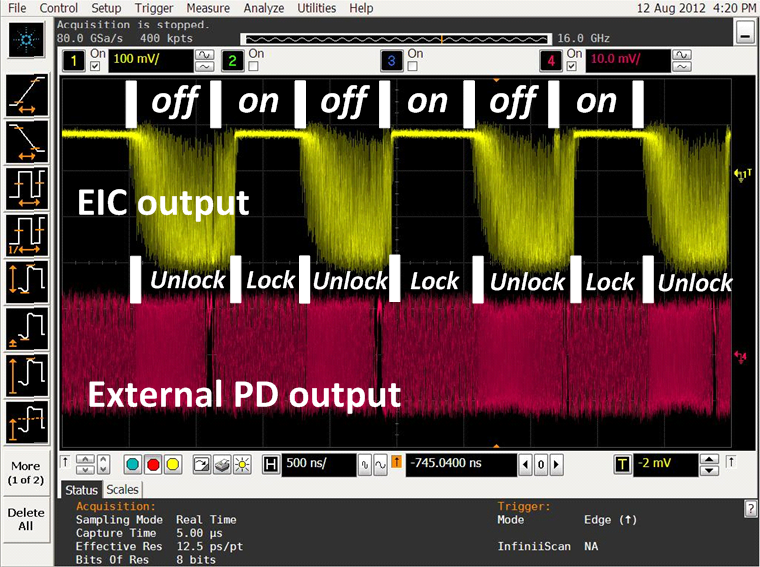 File Control Setup Trigger Measure Analyze Utilities Help 12 Aug 2012 4:20 PM
Acquisition is stopped.
80.0 GSa/s 400 kpts 16.0 GHz
1 On 100 mV/ 2 On 3 On 4 On 10.0 mV/
off on off on off on
EIC output
Unlock Lock Unlock Lock Unlock Lock Unlock
External PD output
More
(1 of 2)
Delete
All
H 500 ns/ -745.0400 ns 0 T -2 mV
Status Scales
Acquisition: Trigger:
Sampling Mode Real Time Mode Edge (↑)
Capture Time 5.00 µs
Effective Res 12.5 ps/pt InfiniiScan NA
Bits Of Res 8 bits